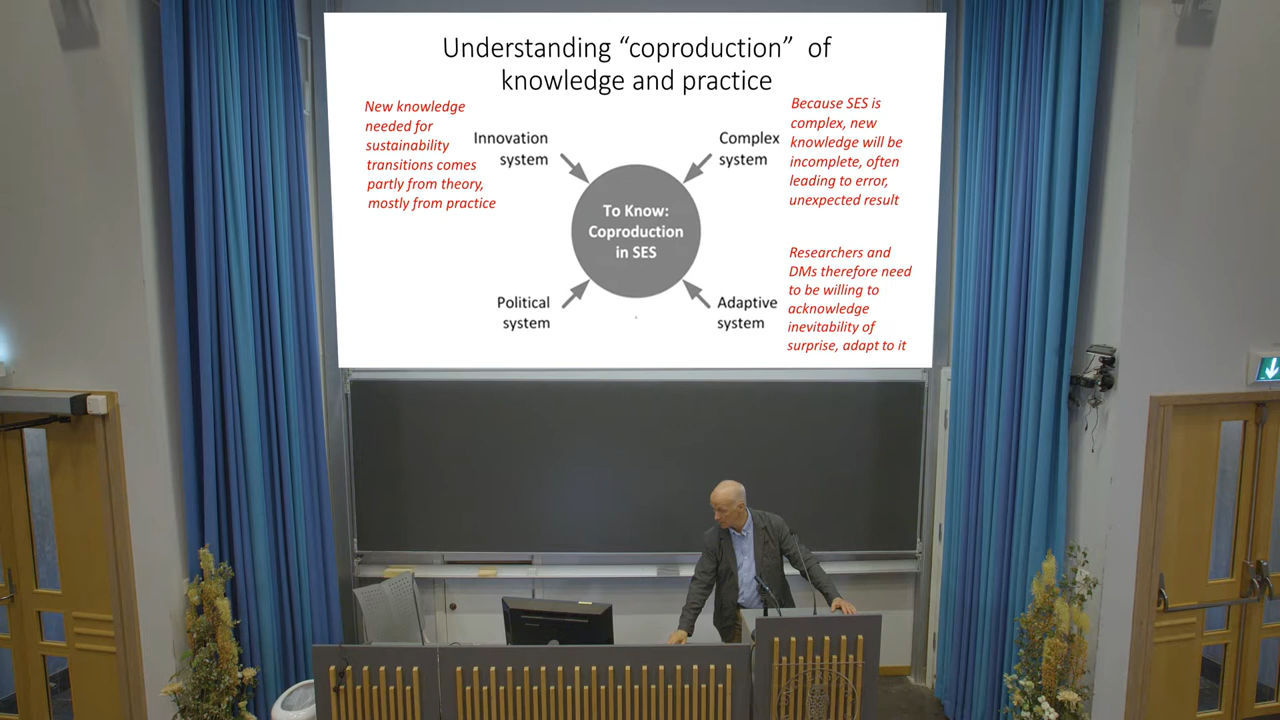 Understanding “coproduction” of
knowledge and practice
New knowledge
needed for
sustainability
transitions comes
partly from theory,
mostly from practice
Innovation
system
Complex
system
Because SES is
complex, new
knowledge will be
incomplete, often
leading to error,
unexpected result
To Know:
Coproduction
in SES
Political
system
Adaptive
system
Researchers and
DMs therefore need
to be willing to
acknowledge
inevitability of
surprise, adapt to it